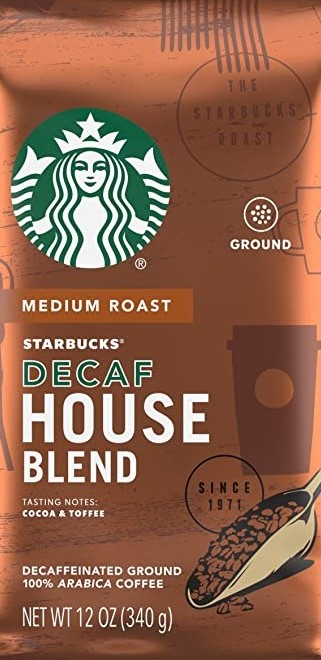 THE
STARBUCKS®
ROAST
®
GROUND
MEDIUM ROAST
STARBUCKS®
DECAF
HOUSE
BLEND
SINCE
1971
TASTING NOTES:
COCOA & TOFFEE
DECAFFEINATED GROUND
100% ARABICA COFFEE
NET WT 12 OZ (340 g)